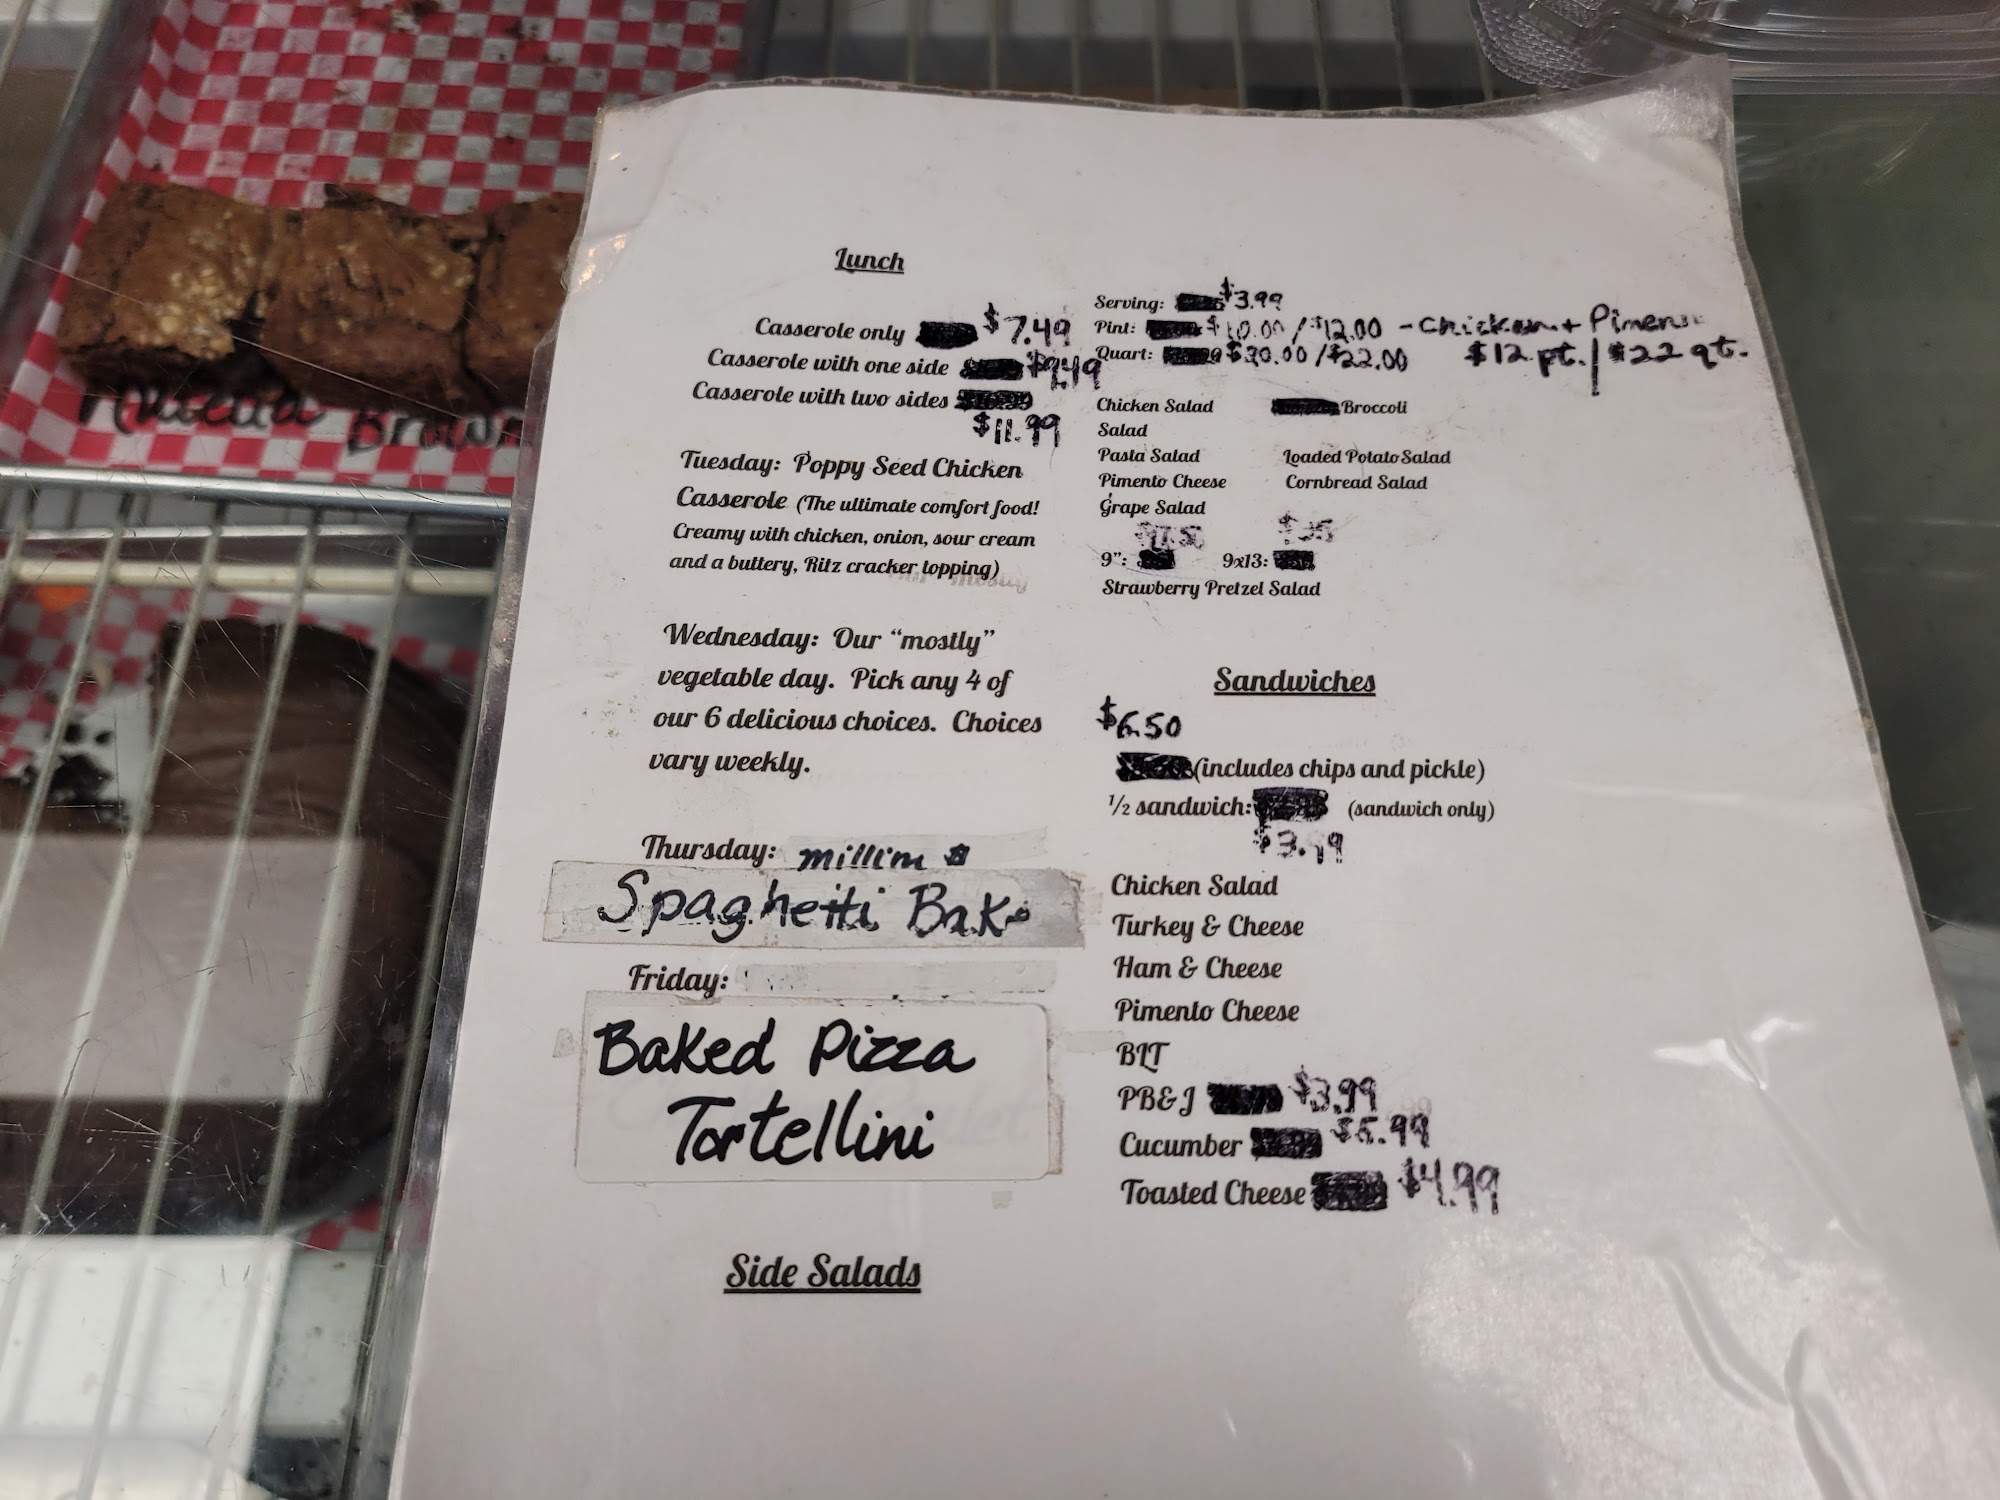 Lunch
Casserole only $7.49
Casserole with one side $9.49
Casserole with two sides
$11.99
Tuesday: Poppy Seed Chicken
Casserole (The ultimate comfort food!
Creamy with chicken, onion, sour cream
and a buttery, Ritz cracker topping)
Wednesday: Our "mostly"
vegetable day. Pick any 4 of
our 6 delicious choices. Choices
vary weekly.
Thursday: million $
Spaghetti Bake
Friday:
Baked Pizza
Tortellini
Side Salads
Serving: $3.99
Pint: $10.00 / $12.00 - Chicken + Pimento
Quart: $20.00 / $22.00 $12 pt. | $22 qt.
Chicken Salad Broccoli
Salad
Pasta Salad Loaded Potato Salad
Pimento Cheese Cornbread Salad
Grape Salad
9": 9x13:
Strawberry Pretzel Salad
Sandwiches
$6.50
(includes chips and pickle)
½ sandwich: (sandwich only)
$3.99
Chicken Salad
Turkey & Cheese
Ham & Cheese
Pimento Cheese
BLT
PB&J $3.99
Cucumber
Toasted Cheese $4.99
Nutella Brown